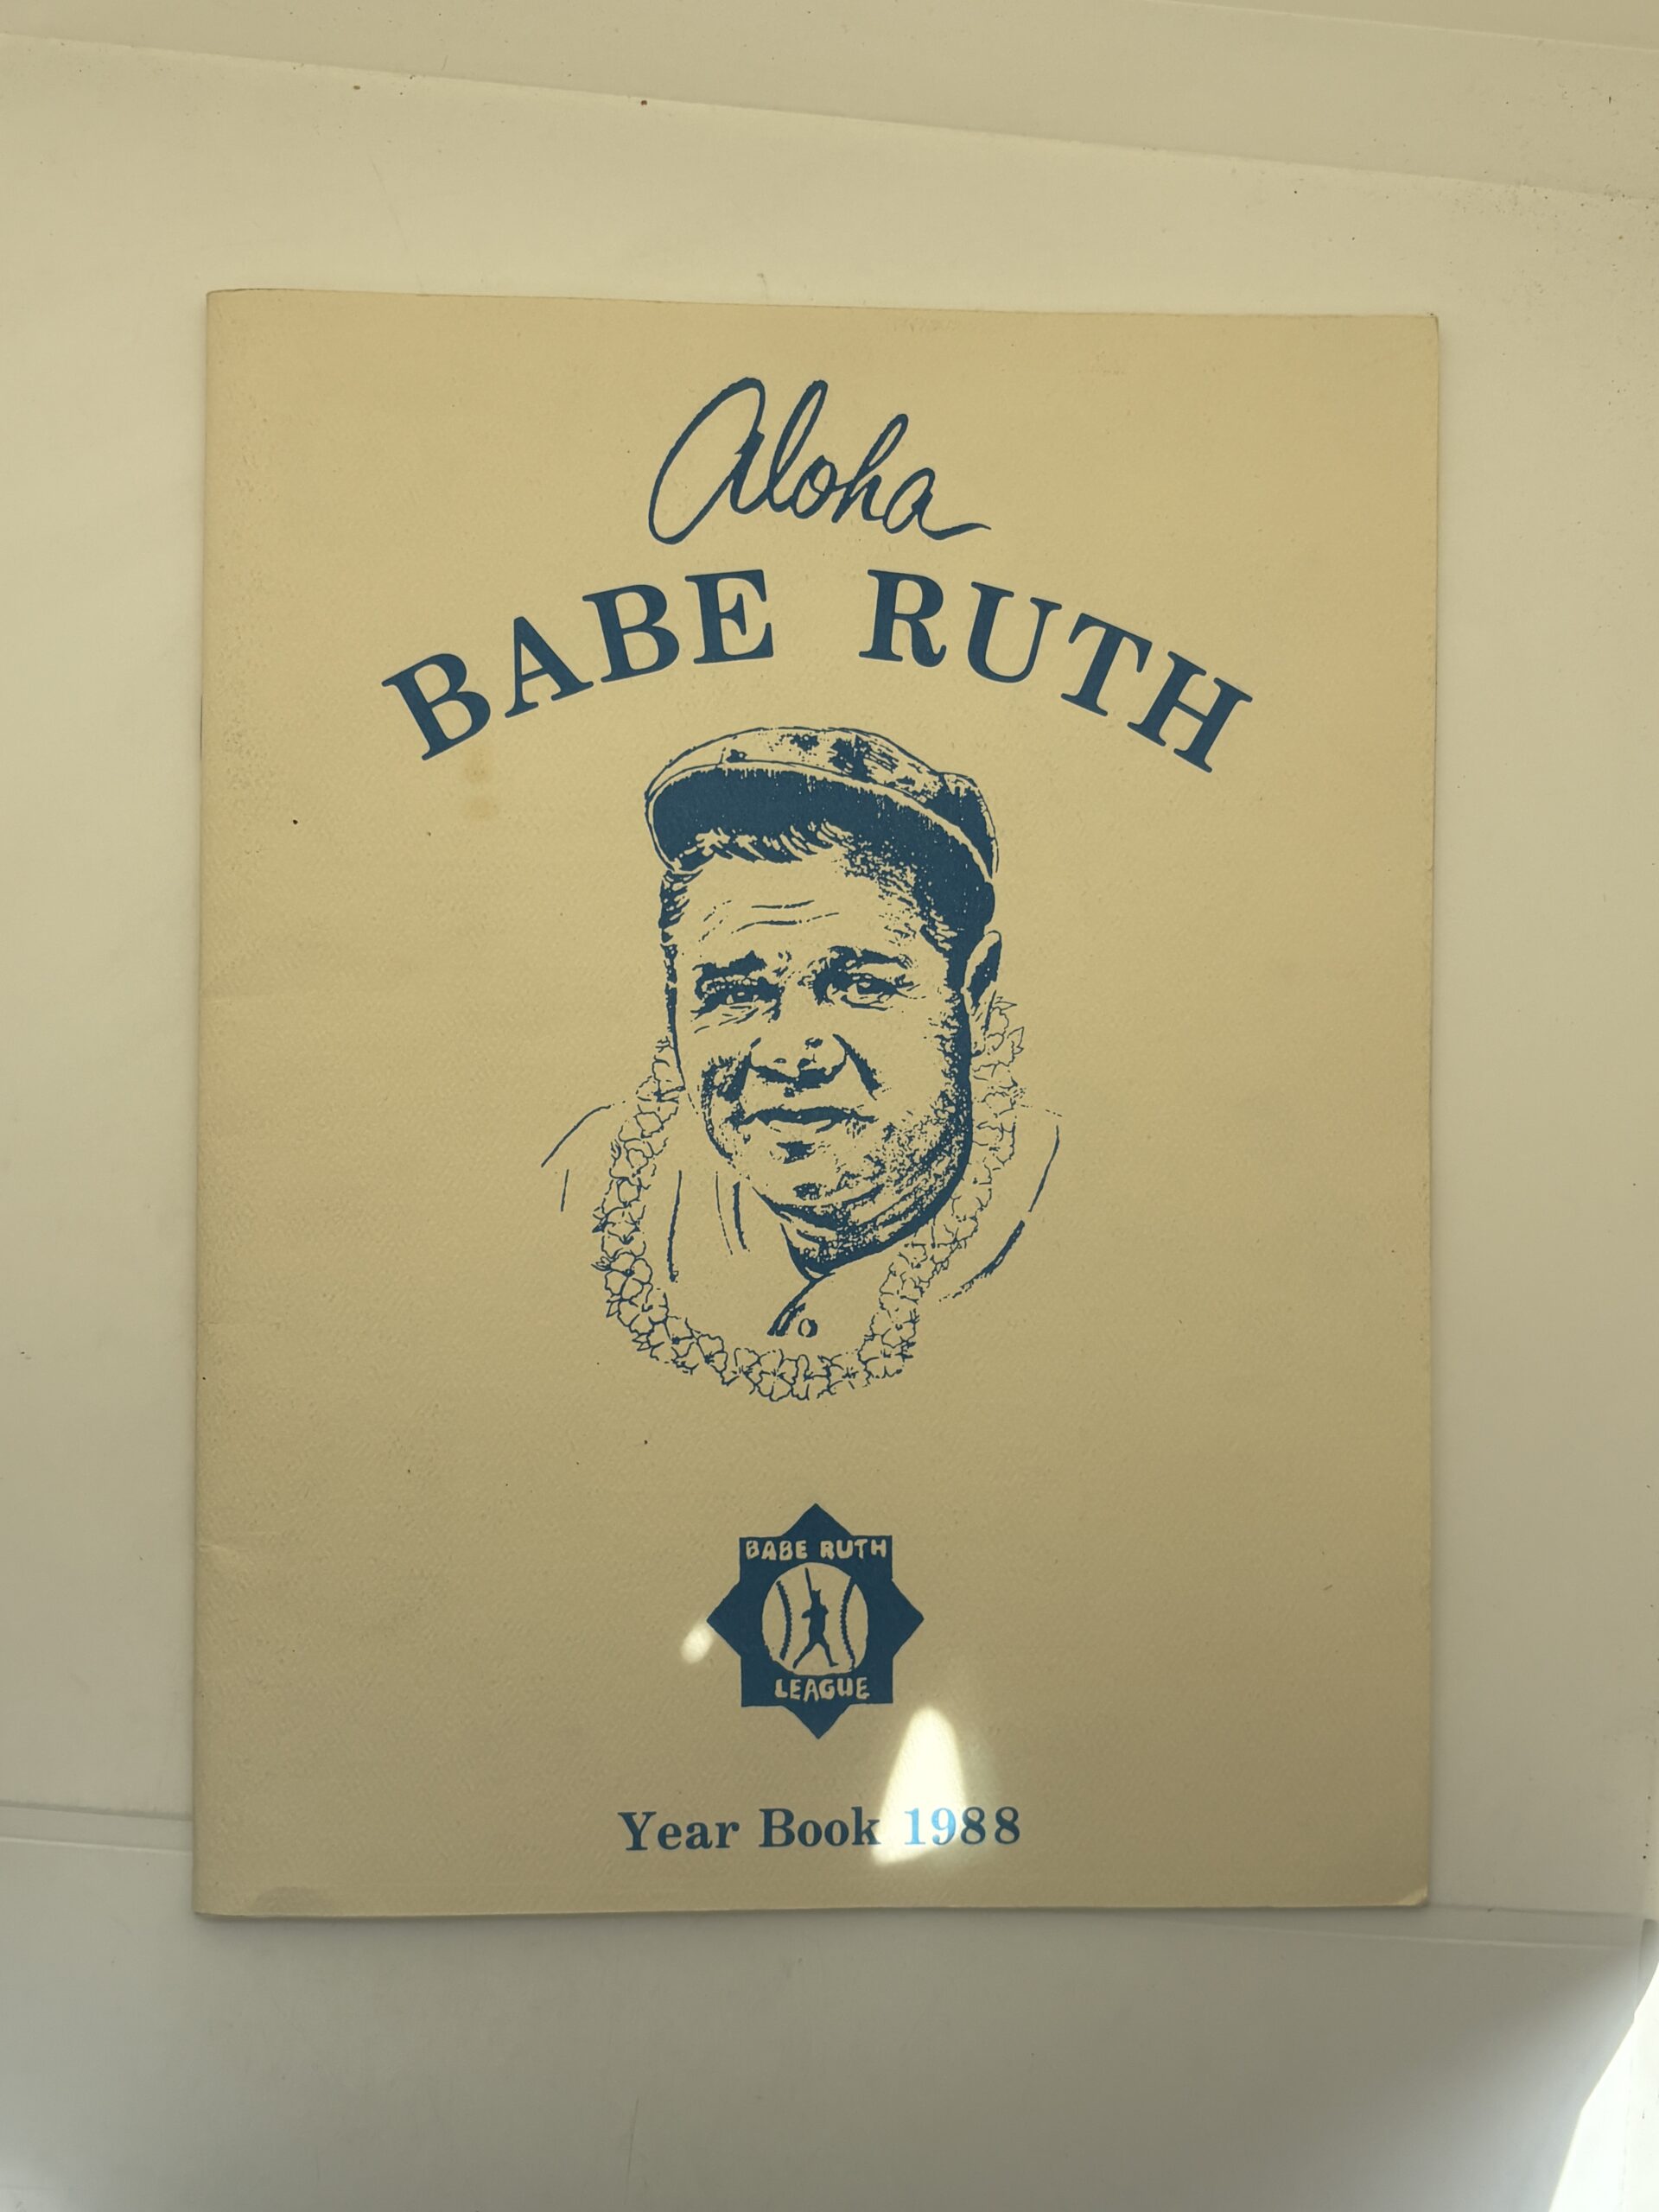 Aloha
BABE RUTH
BABE RUTH
LEAGUE
Year Book 1988